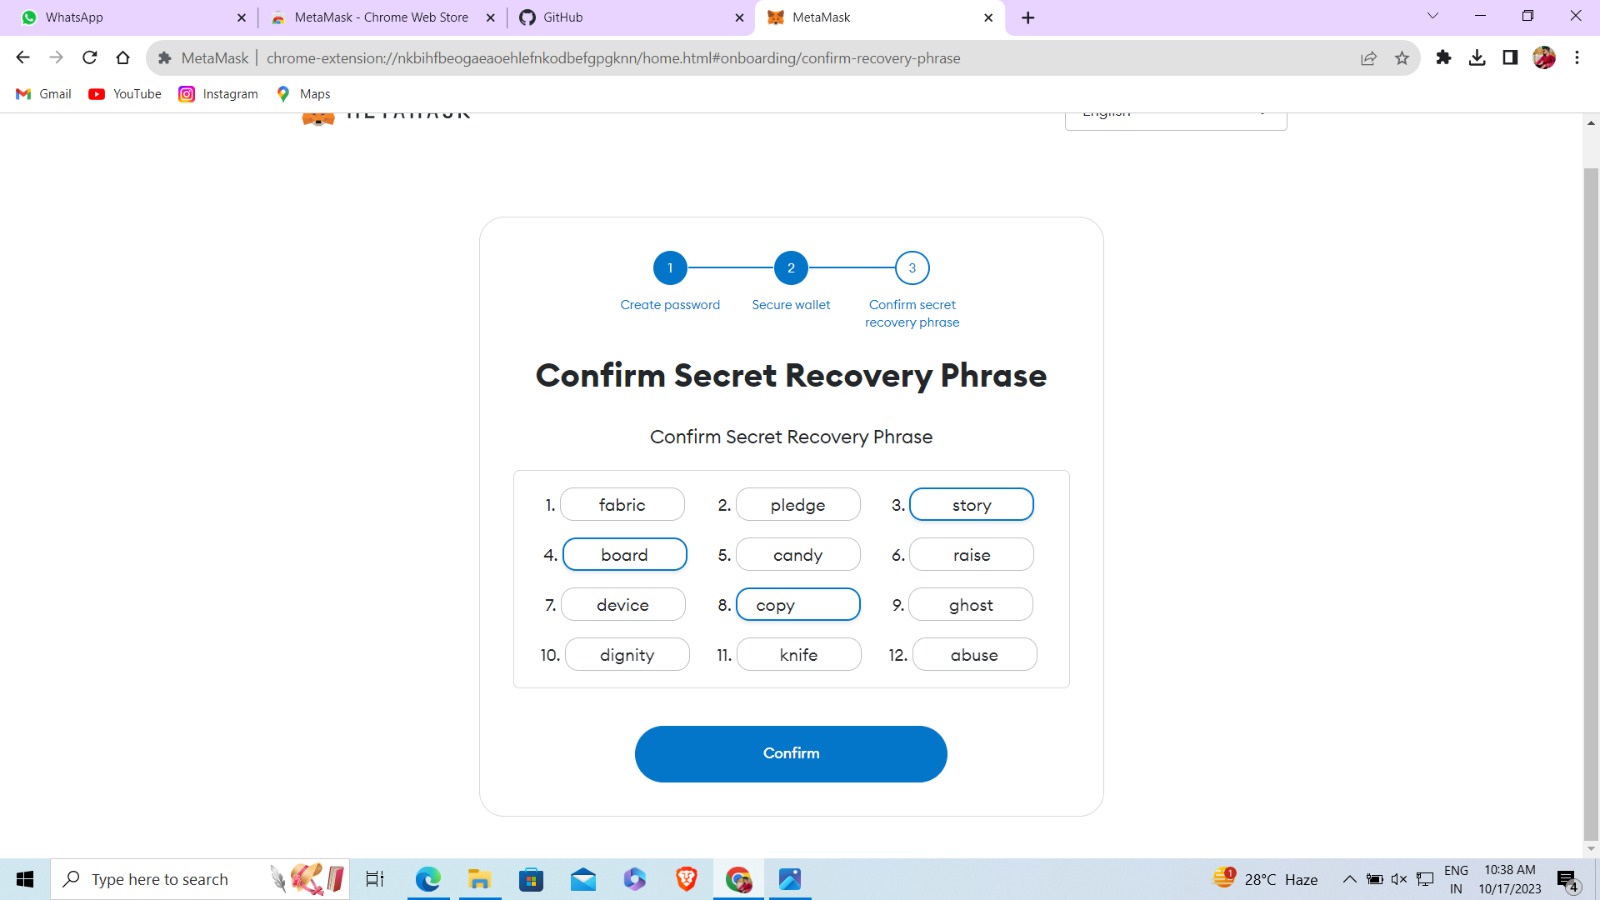 WhatsApp
MetaMask - Chrome Web Store
GitHub
MetaMask
MetaMask | chrome-extension://nkbihfbeogaeaoehlefnkodbefgpgknn/home.html#onboarding/confirm-recovery-phrase
Gmail YouTube Instagram Maps
METAMASK English
1 2 3
Create password Secure wallet Confirm secret
recovery phrase
Confirm Secret Recovery Phrase
Confirm Secret Recovery Phrase
1. fabric 2. pledge 3. story
4. board 5. candy 6. raise
7. device 8. copy 9. ghost
10. dignity 11. knife 12. abuse
Confirm
Type here to search
1 28°C Haze
ENG
IN
10:38 AM
10/17/2023
4